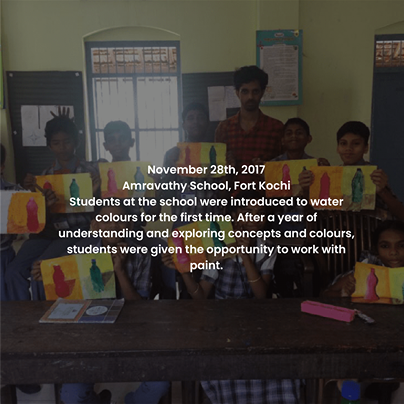 November 28th, 2017
Amravathy School, Fort Kochi
Students at the school were introduced to water
colours for the first time. After a year of
understanding and exploring concepts and colours,
students were given the opportunity to work with
paint.